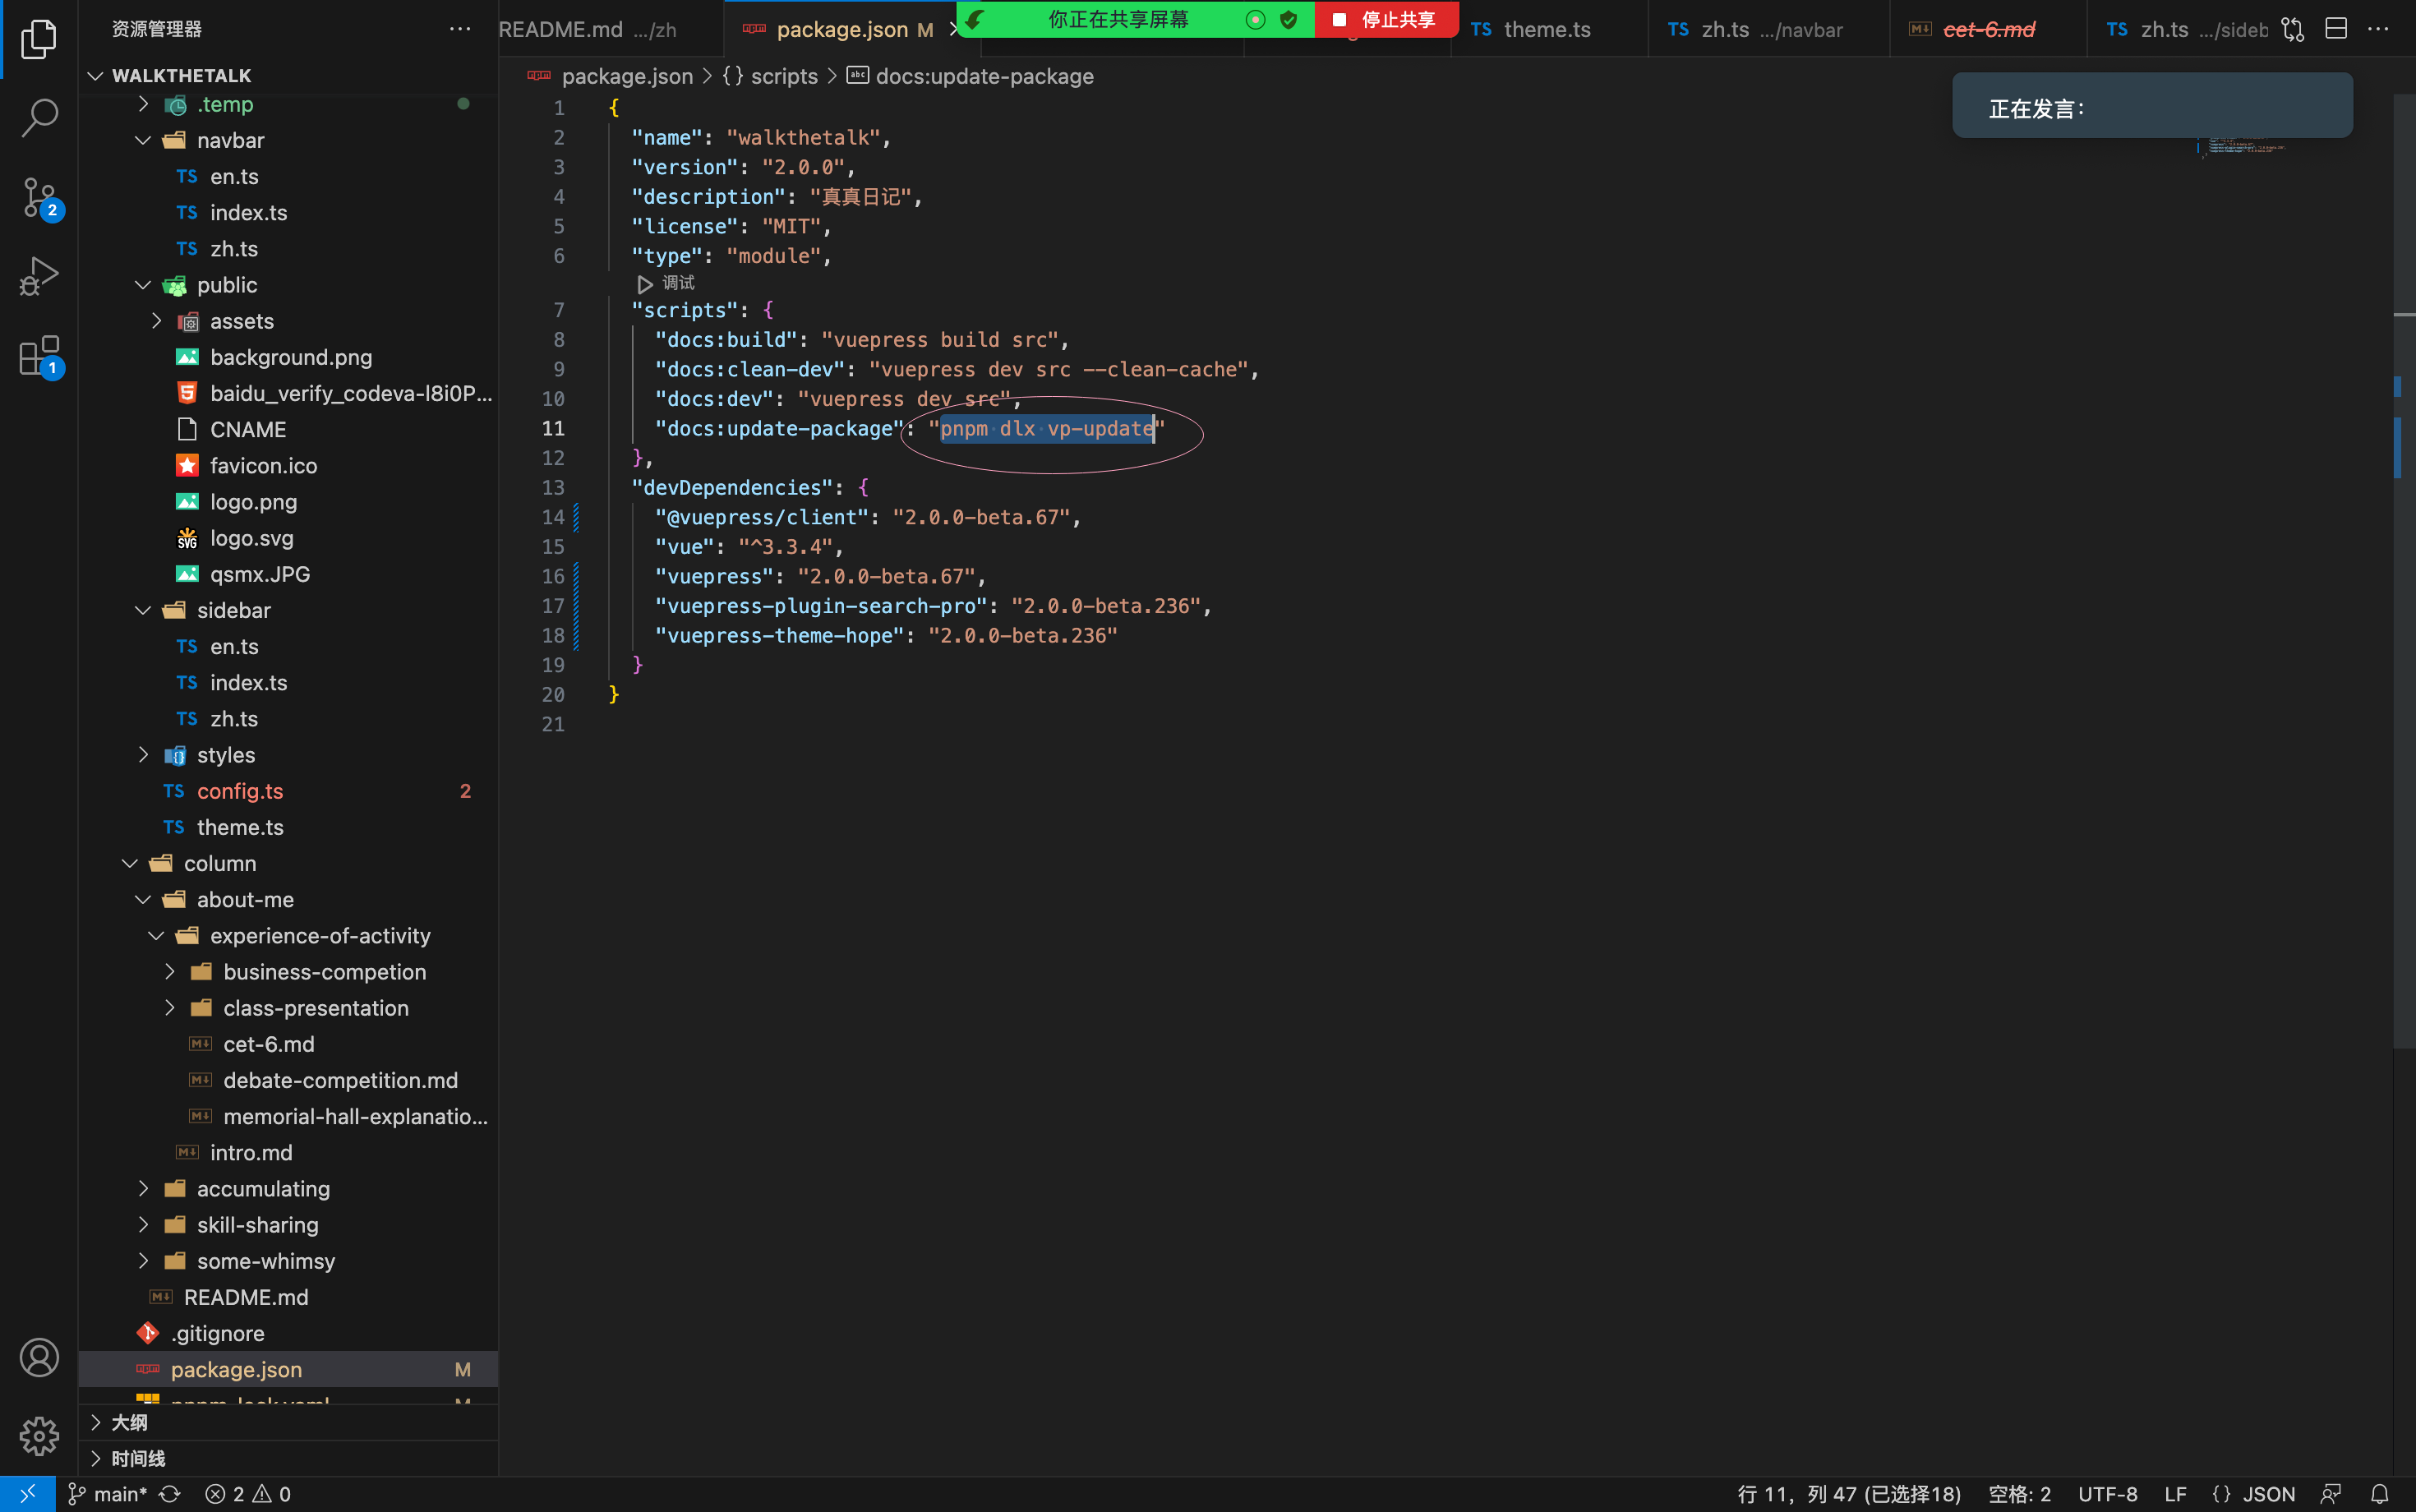 资源管理器
WALKTHETALK
.temp
navbar
TS en.ts
TS index.ts
TS zh.ts
public
assets
background.png
baidu_verify_codeva-l8i0P...
CNAME
favicon.ico
logo.png
logo.svg
qsmx.JPG
sidebar
TS en.ts
TS index.ts
TS zh.ts
styles
TS config.ts 2
TS theme.ts
column
about-me
experience-of-activity
business-competion
class-presentation
cet-6.md
debate-competition.md
memorial-hall-explanatio...
intro.md
accumulating
skill-sharing
some-whimsy
README.md
.gitignore
package.json M
大纲
时间线
2
1
README.md .../zh
package.json M
你正在共享屏幕
停止共享
TS theme.ts
TS zh.ts .../navbar
cet-6.md
TS zh.ts .../sideb
package.json > {} scripts > abc docs:update-package
正在发言:
1 {
2 "name": "walkthetalk",
3 "version": "2.0.0",
4 "description": "真真日记",
5 "license": "MIT",
6 "type": "module",
调试
7 "scripts": {
8 "docs:build": "vuepress build src",
9 "docs:clean-dev": "vuepress dev src --clean-cache",
10 "docs:dev": "vuepress dev src",
11 "docs:update-package": "pnpm dlx vp-update"
12 },
13 "devDependencies": {
14 "@vuepress/client": "2.0.0-beta.67",
15 "vue": "^3.3.4",
16 "vuepress": "2.0.0-beta.67",
17 "vuepress-plugin-search-pro": "2.0.0-beta.236",
18 "vuepress-theme-hope": "2.0.0-beta.236"
19 }
20 }
21
main* 2 0
行 11，列 47 (已选择18) 空格: 2 UTF-8 LF {} JSON